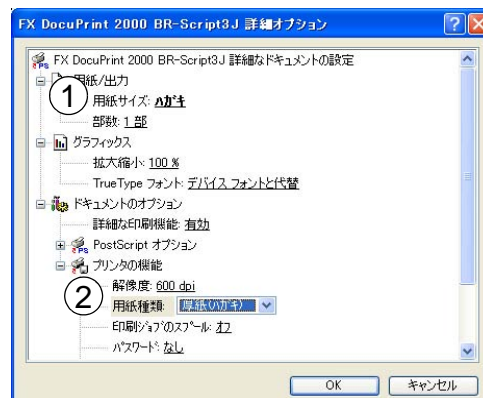 FX DocuPrint 2000 BR-Script3J 詳細オプション
FX DocuPrint 2000 BR-Script3J 詳細なドキュメントの設定
用紙/出力
① 用紙サイズ: ハガキ
部数: 1 部
グラフィックス
拡大縮小: 100 %
TrueType フォント: デバイス フォントと代替
ドキュメントのオプション
詳細な印刷機能: 有効
PostScript オプション
プリンタの機能
解像度: 600 dpi
② 用紙種類: 厚紙(ハガキ)
印刷ジョブのスプール: オフ
パスワード: なし
OK キャンセル